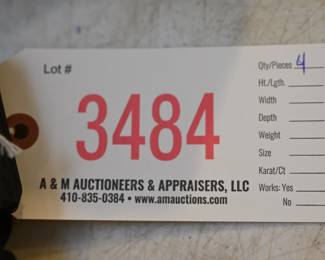 Lot #
3484
A & M AUCTIONEERS & APPRAISERS, LLC
410-835-0384 • www.amauctions.com
Qty/Pieces 4
Ht./Lgth.
Width
Depth
Weight
Size
Karat/Ct
Works: Yes
No